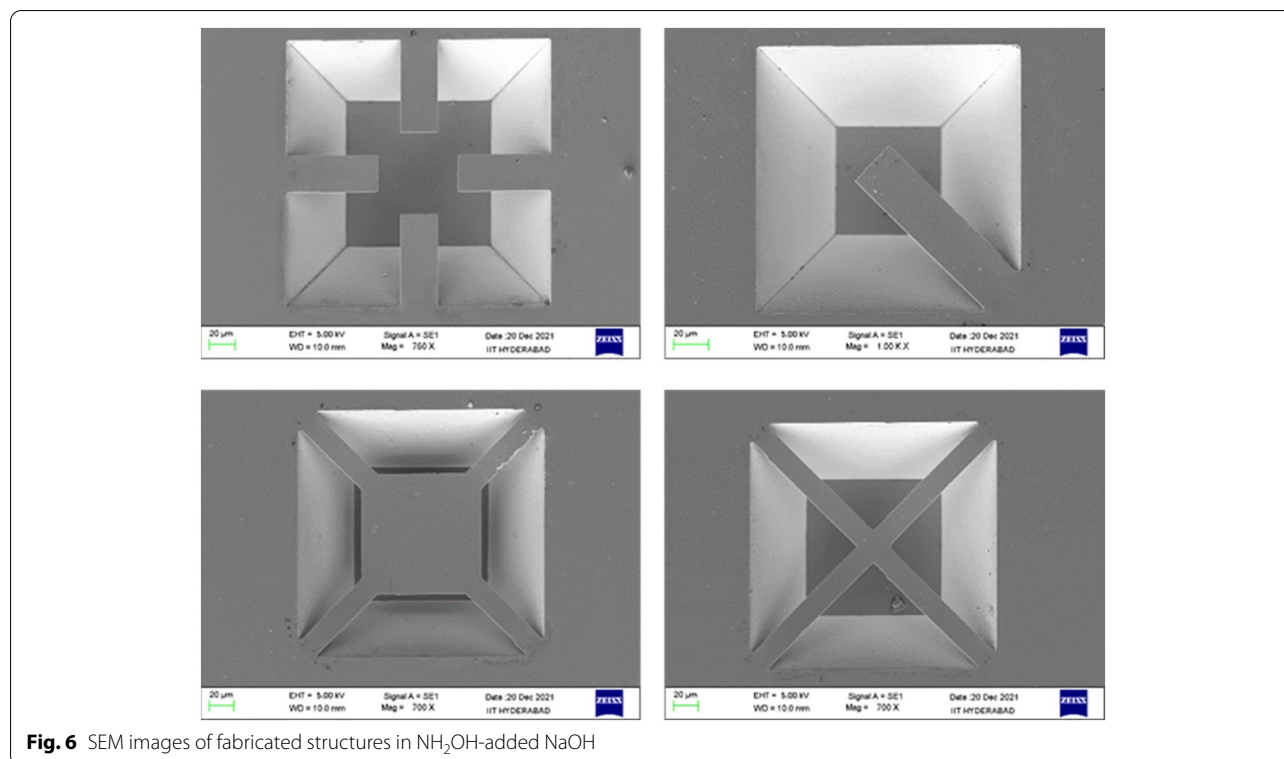 20 µm EHT = 5.00 kV Signal A = SE1 Date :20 Dec 2021 ZEISS
WD = 10.0 mm Mag = 750 X IIT HYDERABAD
20 µm EHT = 5.00 kV Signal A = SE1 Date :20 Dec 2021 ZEISS
WD = 10.0 mm Mag = 1.00 K X IIT HYDERABAD
20 µm EHT = 5.00 kV Signal A = SE1 Date :20 Dec 2021 ZEISS
WD = 10.0 mm Mag = 700 X IIT HYDERABAD
20 µm EHT = 5.00 kV Signal A = SE1 Date :20 Dec 2021 ZEISS
WD = 10.0 mm Mag = 700 X IIT HYDERABAD
Fig. 6 SEM images of fabricated structures in NH₂OH-added NaOH